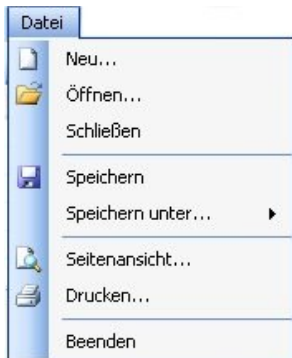 Datei
Neu...
Öffnen...
Schließen
Speichern
Speichern unter...
Seitenansicht...
Drucken...
Beenden